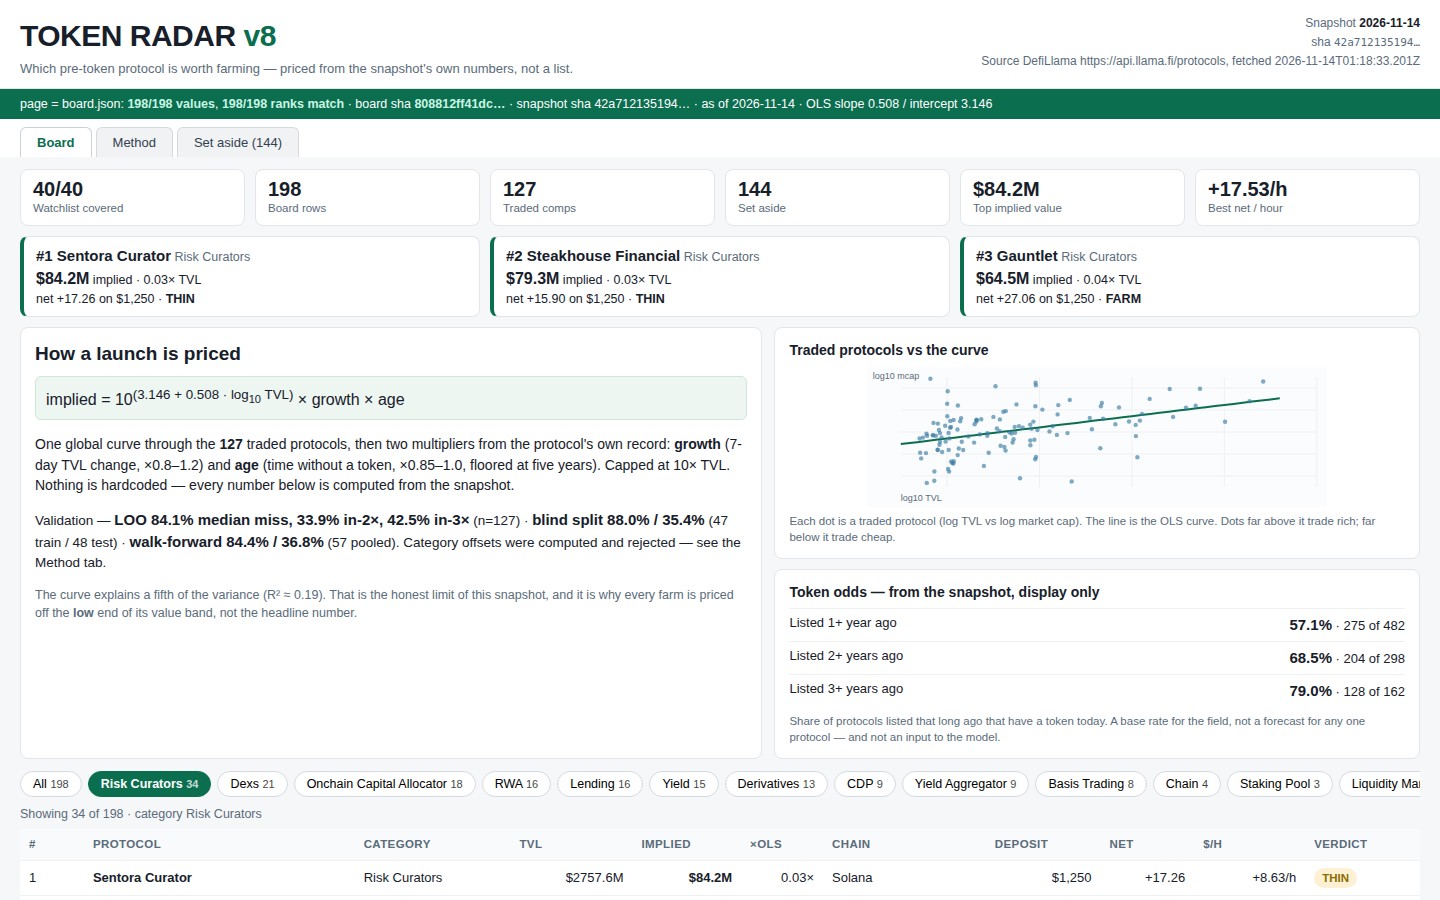 TOKEN RADAR v8
Which pre-token protocol is worth farming — priced from the snapshot's own numbers, not a list.
Snapshot 2026-11-14
sha 42a712135194…
Source DefiLlama https://api.llama.fi/protocols, fetched 2026-11-14T01:18:33.201Z
page = board.json: 198/198 values, 198/198 ranks match · board sha 808812ff41dc… · snapshot sha 42a712135194… · as of 2026-11-14 · OLS slope 0.508 / intercept 3.146
Board Method Set aside (144)
40/40
Watchlist covered
198
Board rows
127
Traded comps
144
Set aside
$84.2M
Top implied value
+17.53/h
Best net / hour
#1 Sentora Curator Risk Curators
$84.2M implied · 0.03× TVL
net +17.26 on $1,250 · THIN
#2 Steakhouse Financial Risk Curators
$79.3M implied · 0.03× TVL
net +15.90 on $1,250 · THIN
#3 Gauntlet Risk Curators
$64.5M implied · 0.04× TVL
net +27.06 on $1,250 · FARM
How a launch is priced
implied = 10(3.146 + 0.508 · log10 TVL) × growth × age
One global curve through the 127 traded protocols, then two multipliers from the protocol's own record: growth (7-
day TVL change, ×0.8–1.2) and age (time without a token, ×0.85–1.0, floored at five years). Capped at 10× TVL.
Nothing is hardcoded — every number below is computed from the snapshot.
Validation — LOO 84.1% median miss, 33.9% in-2×, 42.5% in-3× (n=127) · blind split 88.0% / 35.4% (47
train / 48 test) · walk-forward 84.4% / 36.8% (57 pooled). Category offsets were computed and rejected — see the
Method tab.
The curve explains a fifth of the variance (R² ≈ 0.19). That is the honest limit of this snapshot, and it is why every farm is priced
off the low end of its value band, not the headline number.
Traded protocols vs the curve
log10 mcap
log10 TVL
Each dot is a traded protocol (log TVL vs log market cap). The line is the OLS curve. Dots far above it trade rich; far
below it trade cheap.
Token odds — from the snapshot, display only
Listed 1+ year ago 57.1% · 275 of 482
Listed 2+ years ago 68.5% · 204 of 298
Listed 3+ years ago 79.0% · 128 of 162
Share of protocols listed that long ago that have a token today. A base rate for the field, not a forecast for any one
protocol — and not an input to the model.
All 198 Risk Curators 34 Dexs 21 Onchain Capital Allocator 18 RWA 16 Lending 16 Yield 15 Derivatives 13 CDP 9 Yield Aggregator 9 Basis Trading 8 Chain 4 Staking Pool 3 Liquidity Mar
Showing 34 of 198 · category Risk Curators
# PROTOCOL CATEGORY TVL IMPLIED ×OLS CHAIN DEPOSIT NET $/H VERDICT
1 Sentora Curator Risk Curators $2757.6M $84.2M 0.03× Solana $1,250 +17.26 +8.63/h THIN